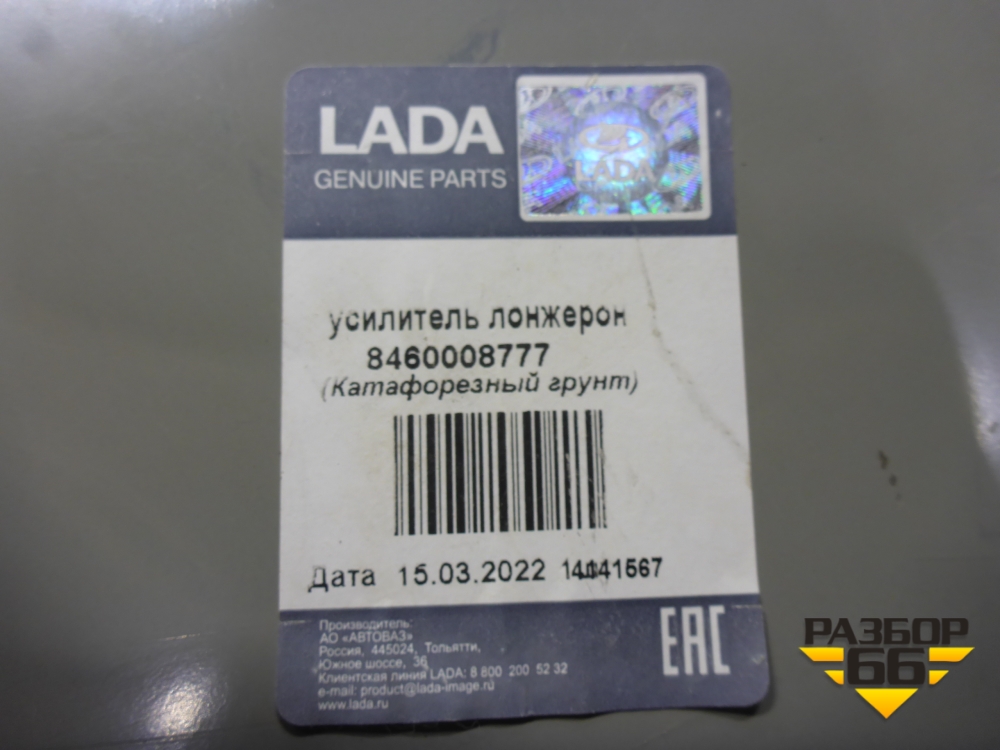 LADA
GENUINE PARTS
LADA
усилитель лонжерон
8460008777
(Катафорезный грунт)
Дата 15.03.2022
Производитель:
АО «АВТОВАЗ»
Россия, 445024, Тольятти,
Южное шоссе, 36
Клиентская линия LADA: 8 800 200 52 32
e-mail: product@lada-image.ru
www.lada.ru
EAC
РАЗБОР
66